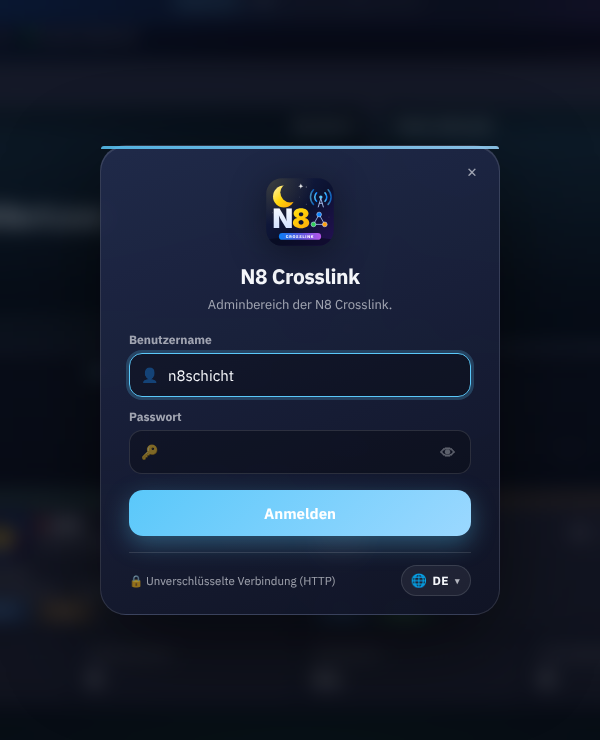 ×
N8
CROSSLINK
N8 Crosslink
Adminbereich der N8 Crosslink.
Benutzername
n8schicht
Passwort
Anmelden
Unverschlüsselte Verbindung (HTTP)
DE